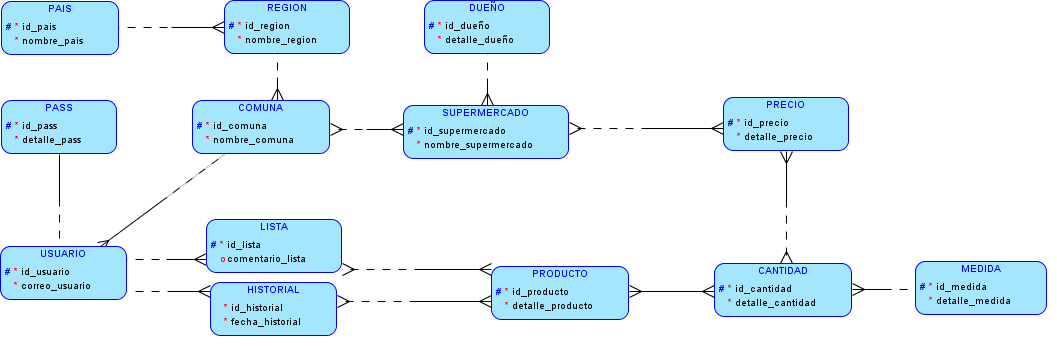 PAIS
# * id_pais
* nombre_pais
REGION
# * id_region
* nombre_region
DUEÑO
# * id_dueño
* detalle_dueño
PASS
# * id_pass
* detalle_pass
COMUNA
# * id_comuna
* nombre_comuna
SUPERMERCADO
# * id_supermercado
* nombre_supermercado
PRECIO
# * id_precio
* detalle_precio
USUARIO
# * id_usuario
* correo_usuario
LISTA
# * id_lista
o comentario_lista
HISTORIAL
* id_historial
* fecha_historial
PRODUCTO
# * id_producto
* detalle_producto
CANTIDAD
# * id_cantidad
* detalle_cantidad
MEDIDA
# * id_medida
* detalle_medida